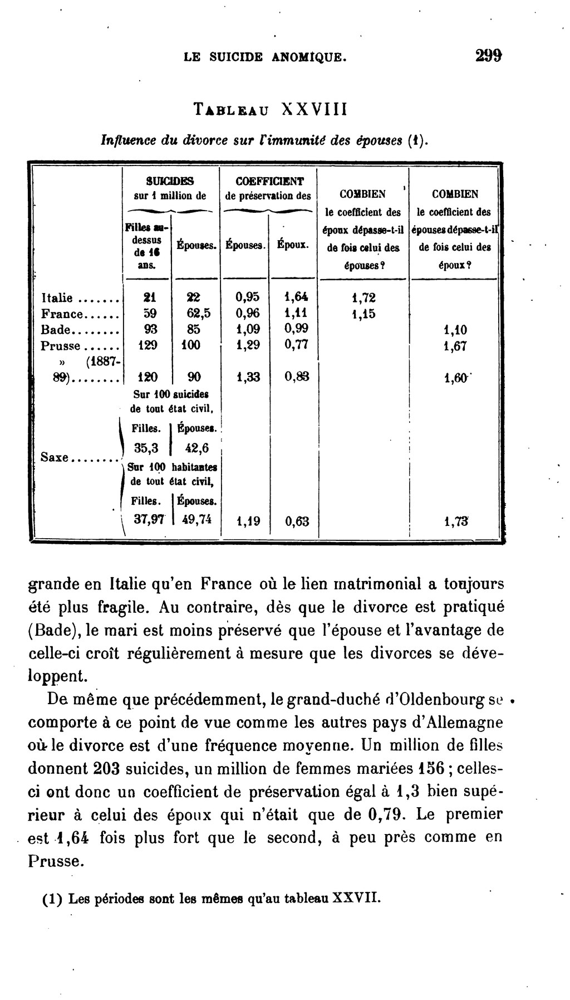 LE SUICIDE ANOMIQUE. 299
TABLEAU XXVIII
Influence du divorce sur l'immunité des épouses (1).
SUICIDES
sur 1 million de
COEFFICIENT
de préservation des
COMBIEN
le coefficient des
époux dépasse-t-il
de fois celui des
épouses ?
COMBIEN
le coefficient des
épouses dépasse-t-il
de fois celui des
époux ?
Filles au-
dessus
de 16
ans.
Épouses. Épouses. Époux.
Italie ....... 21 22 0,95 1,64 1,72
France...... 59 62,5 0,96 1,11 1,15
Bade........ 93 85 1,09 0,99 1,10
Prusse ...... 129 100 1,29 0,77 1,67
» (1887-
89)........ 120 90 1,33 0,83 1,60
Sur 100 suicides
de tout état civil,
Filles. Épouses.
35,3 42,6
Saxe........
Sur 100 habitantes
de tout état civil,
Filles. Épouses.
37,97 49,74 1,19 0,63 1,73
grande en Italie qu'en France où le lien matrimonial a toujours
été plus fragile. Au contraire, dès que le divorce est pratiqué
(Bade), le mari est moins préservé que l'épouse et l'avantage de
celle-ci croît régulièrement à mesure que les divorces se déve-
loppent.
De même que précédemment, le grand-duché d'Oldenbourg se
comporte à ce point de vue comme les autres pays d'Allemagne
où le divorce est d'une fréquence moyenne. Un million de filles
donnent 203 suicides, un million de femmes mariées 156 ; celles-
ci ont donc un coefficient de préservation égal à 1,3 bien supé-
rieur à celui des époux qui n'était que de 0,79. Le premier
est 1,64 fois plus fort que le second, à peu près comme en
Prusse.
(1) Les périodes sont les mêmes qu'au tableau XXVII.